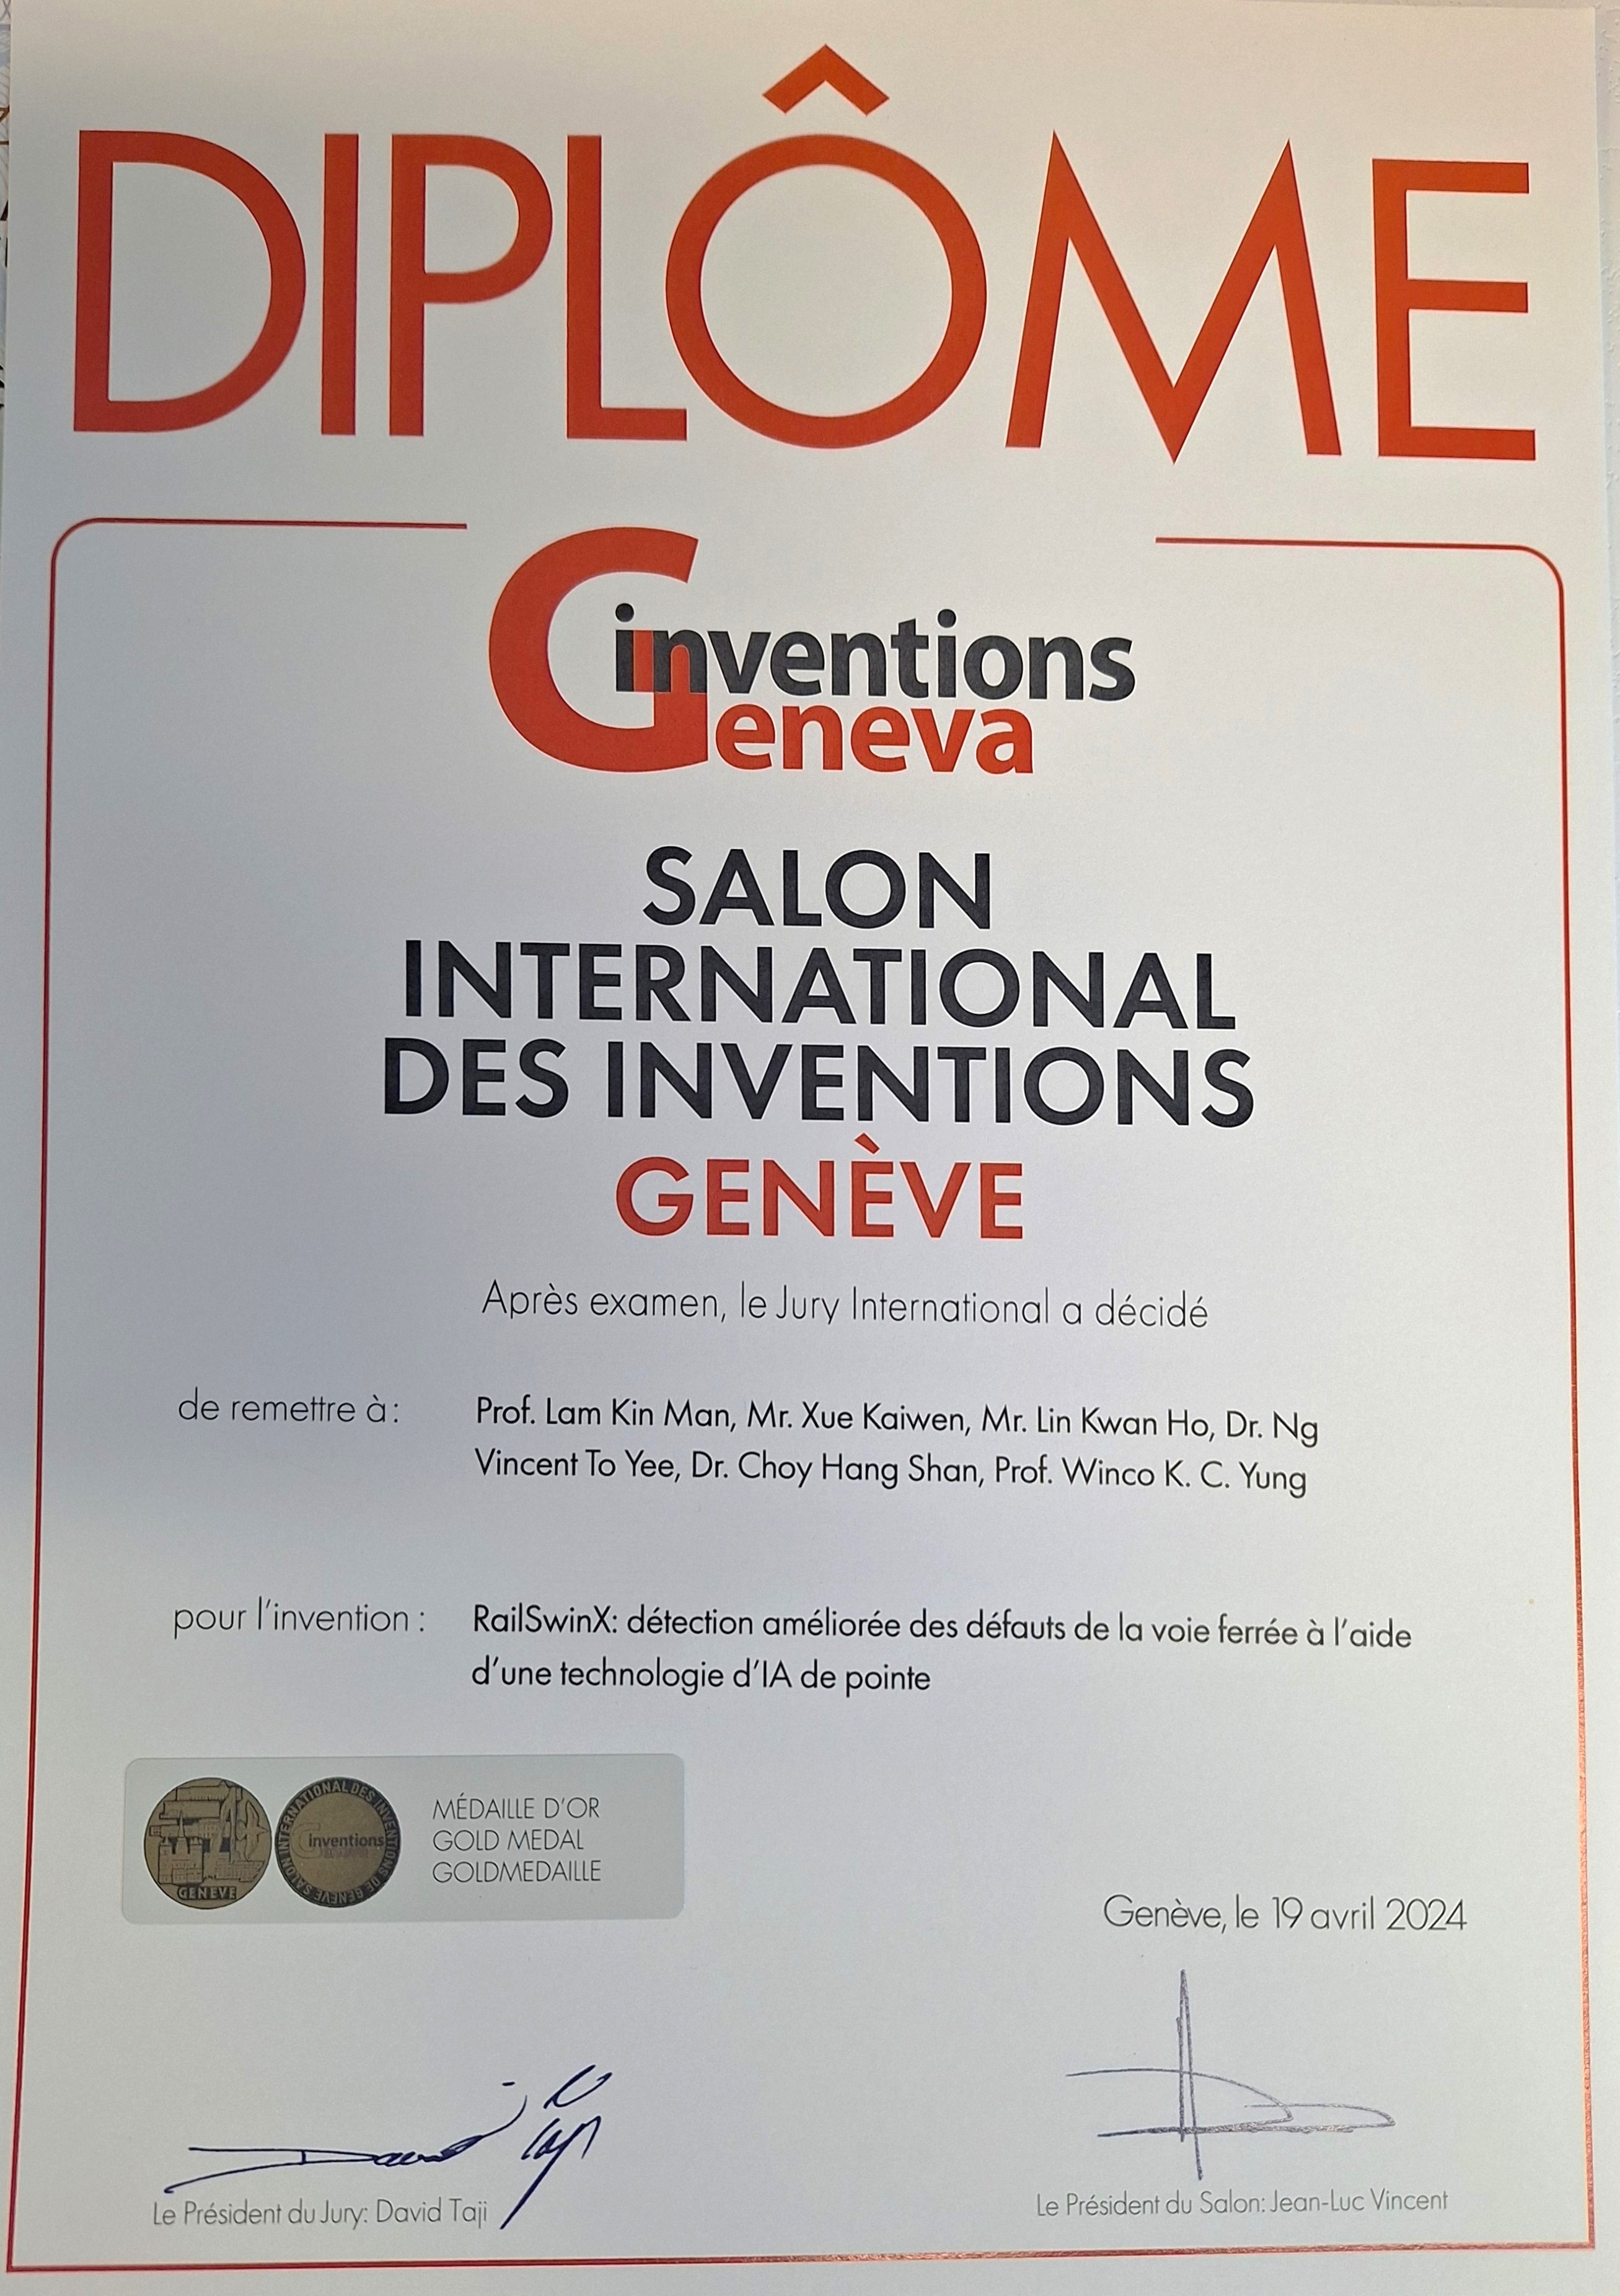 DIPLÔME
inventions
Geneva
SALON
INTERNATIONAL
DES INVENTIONS
GENÈVE
Après examen, le Jury International a décidé
de remettre à : Prof. Lam Kin Man, Mr. Xue Kaiwen, Mr. Lin Kwan Ho, Dr. Ng
Vincent To Yee, Dr. Choy Hang Shan, Prof. Winco K. C. Yung
pour l'invention : RailSwinX: détection améliorée des défauts de la voie ferrée à l'aide
d'une technologie d'IA de pointe
GENEVE
SALON INTERNATIONAL DES INVENTIONS DE GENEVE
inventions
MÉDAILLE D'OR
GOLD MEDAL
GOLDMEDAILLE
Genève, le 19 avril 2024
David Taji
Le Président du Jury: David Taji
Le Président du Salon: Jean-Luc Vincent